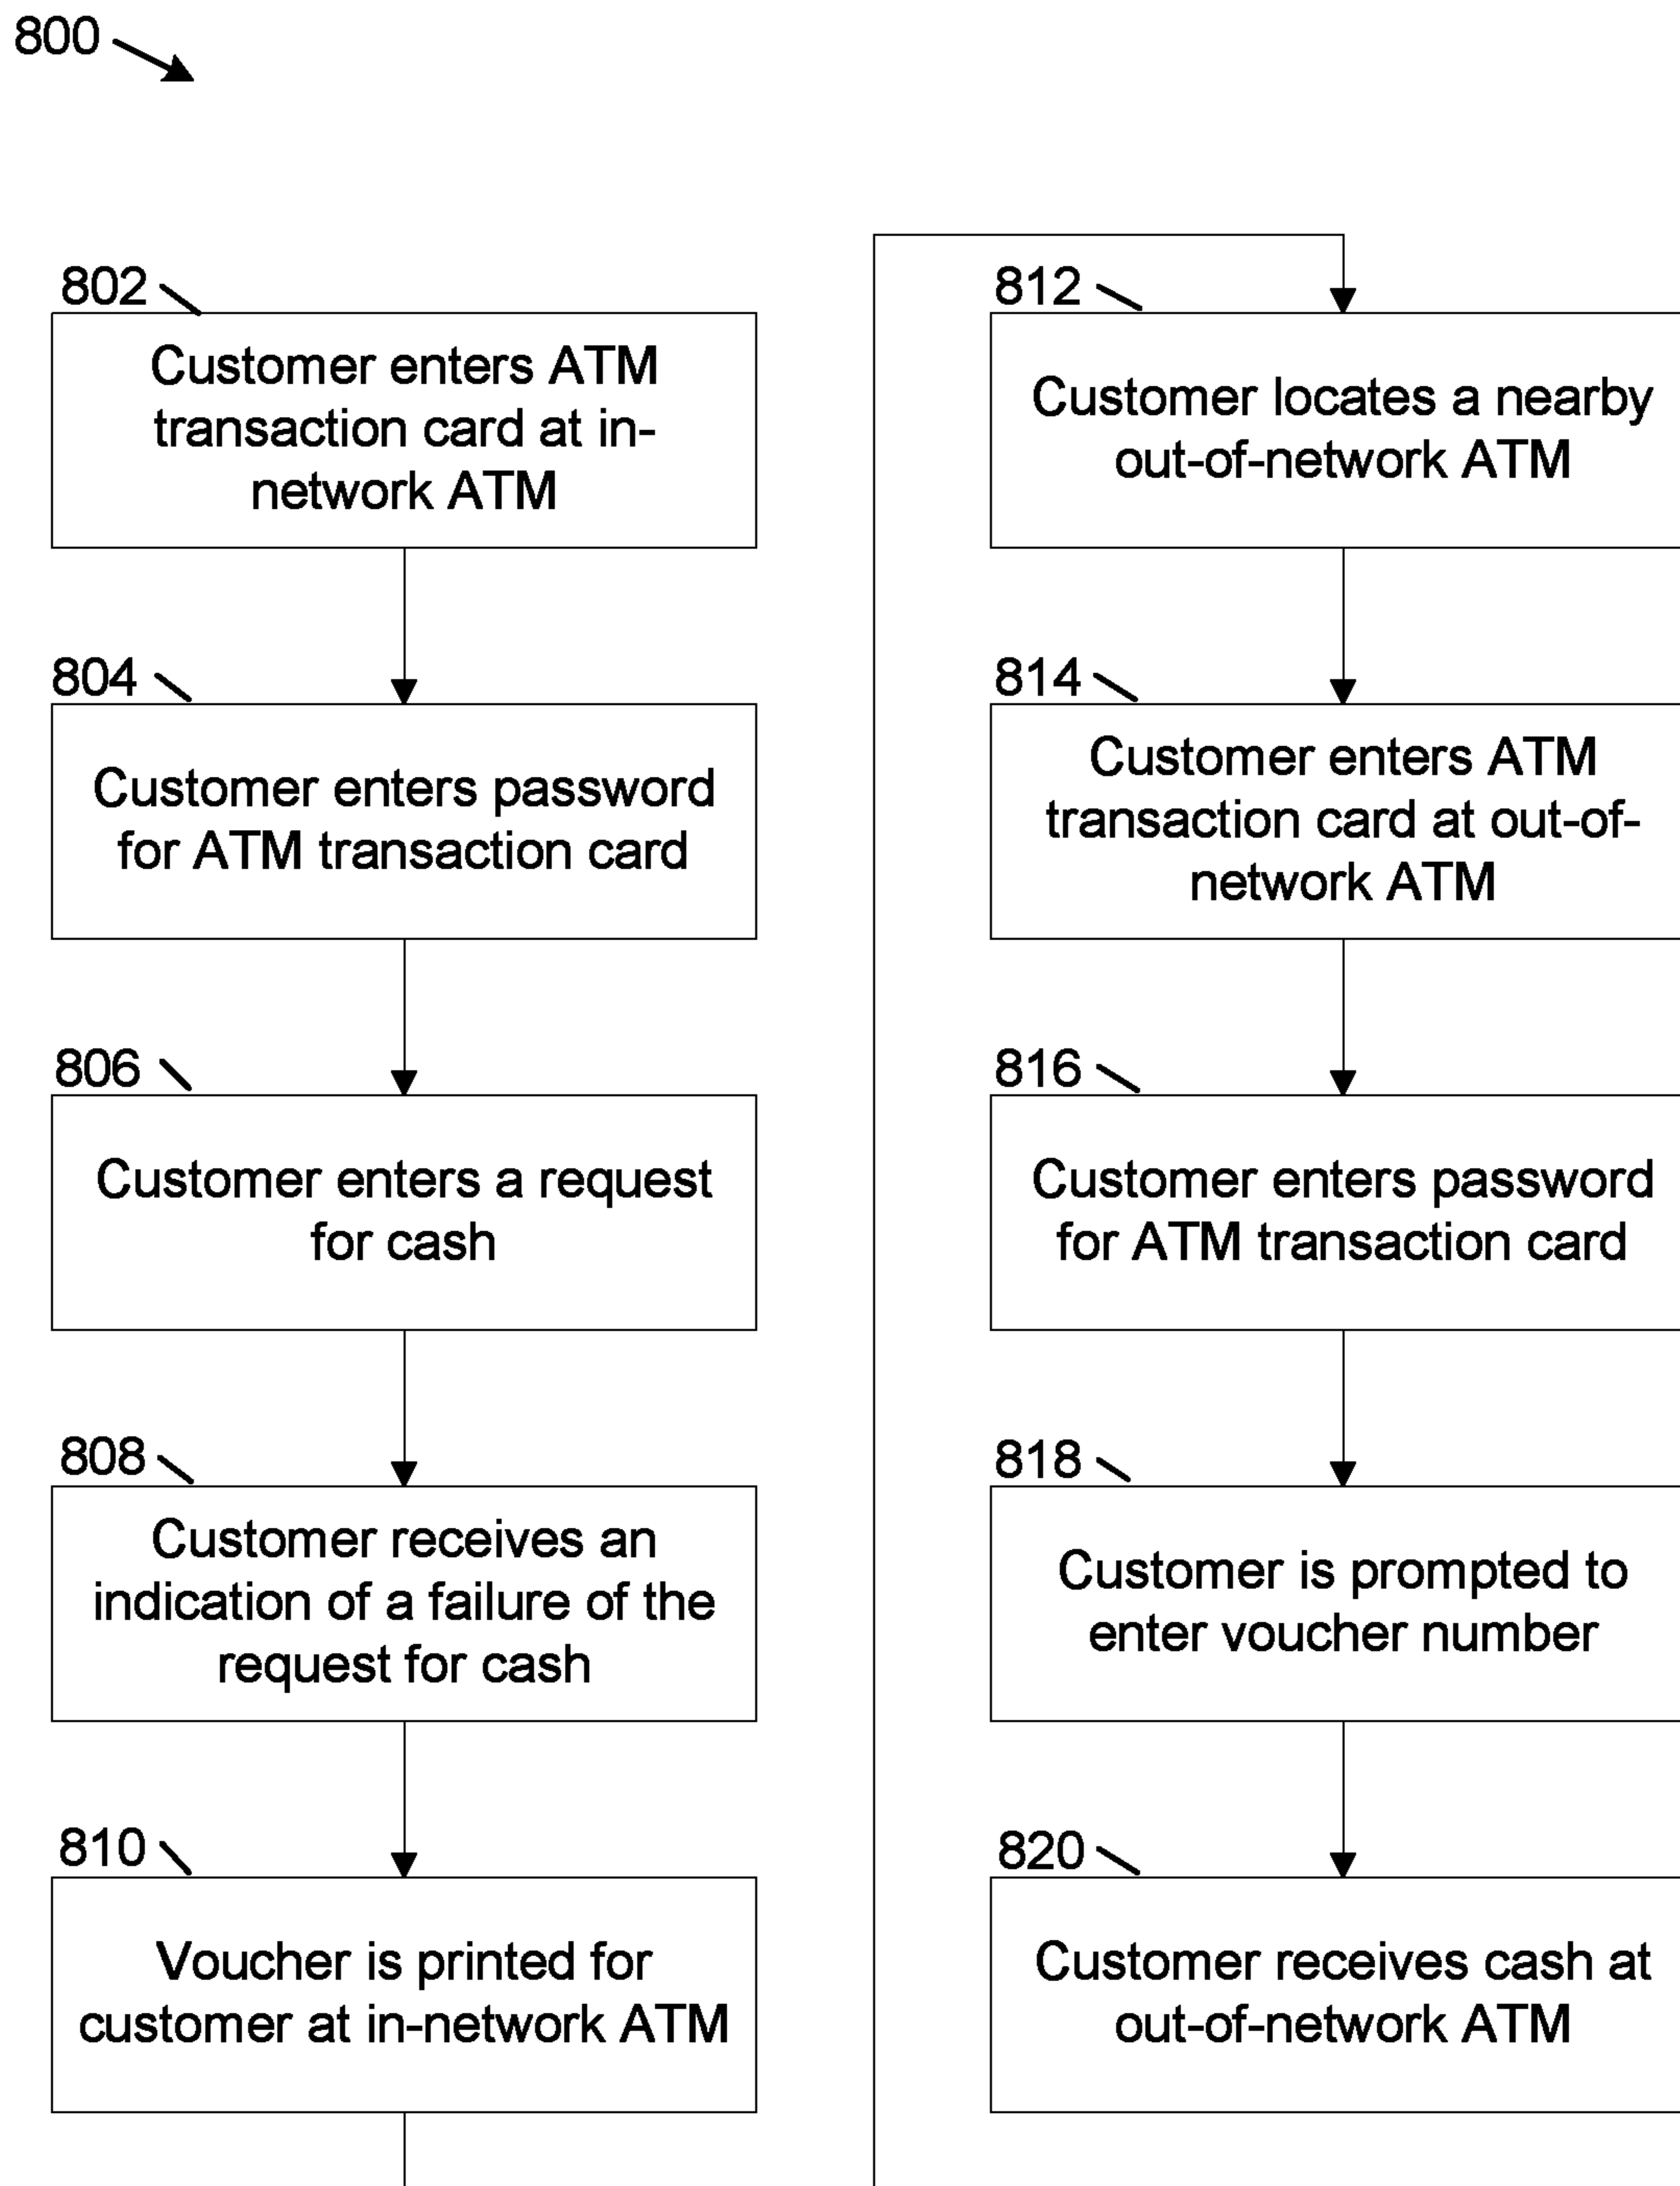 800
802
Customer enters ATM
transaction card at in-
network ATM
804
Customer enters password
for ATM transaction card
806
Customer enters a request
for cash
808
Customer receives an
indication of a failure of the
request for cash
810
Voucher is printed for
customer at in-network ATM
812
Customer locates a nearby
out-of-network ATM
814
Customer enters ATM
transaction card at out-of-
network ATM
816
Customer enters password
for ATM transaction card
818
Customer is prompted to
enter voucher number
820
Customer receives cash at
out-of-network ATM